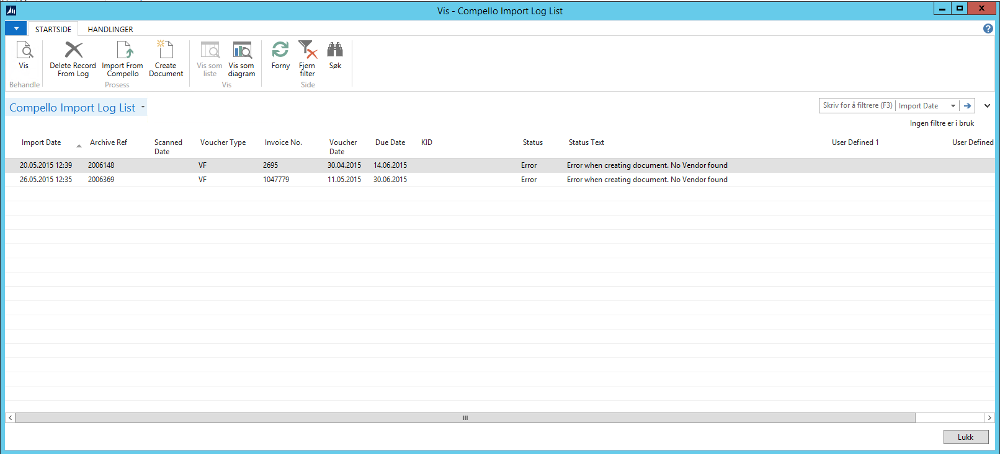 Vis - Compello Import Log List
STARTSIDE HANDLINGER
Vis
Delete Record From Log
Import From Compello
Create Document
Vis som liste
Vis som diagram
Forny
Fjern filter
Søk
Behandle Prosess Vis Side
Compello Import Log List
Skriv for å filtrere (F3) Import Date
Ingen filtre er i bruk
Import Date Archive Ref Scanned Date Voucher Type Invoice No. Voucher Date Due Date KID Status Status Text User Defined 1 User Defined
20.05.2015 12:39 2006148 VF 2695 30.04.2015 14.06.2015 Error Error when creating document. No Vendor found
26.05.2015 12:35 2006369 VF 1047779 11.05.2015 30.06.2015 Error Error when creating document. No Vendor found
Lukk